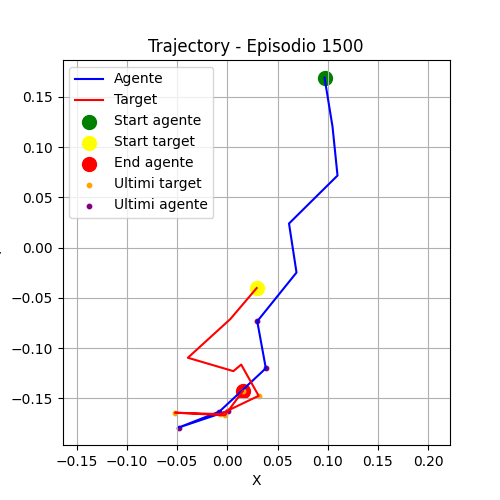 Trajectory - Episodio 1500
Agente
Target
Start agente
Start target
End agente
Ultimi target
Ultimi agente
0.15
0.10
0.05
0.00
−0.05
−0.10
−0.15
−0.15 −0.10 −0.05 0.00 0.05 0.10 0.15 0.20
X